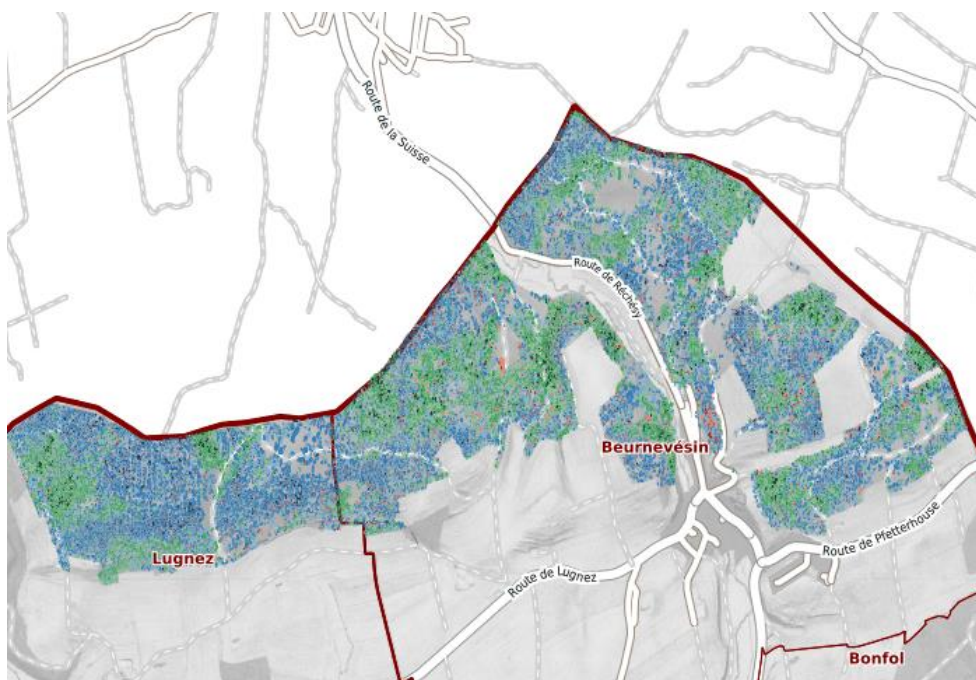 Route de la Suisse
Route de Réchésy
Beurnevésin
Lugnez
Route de Lugnez
Route de Pfetterhouse
Bonfol